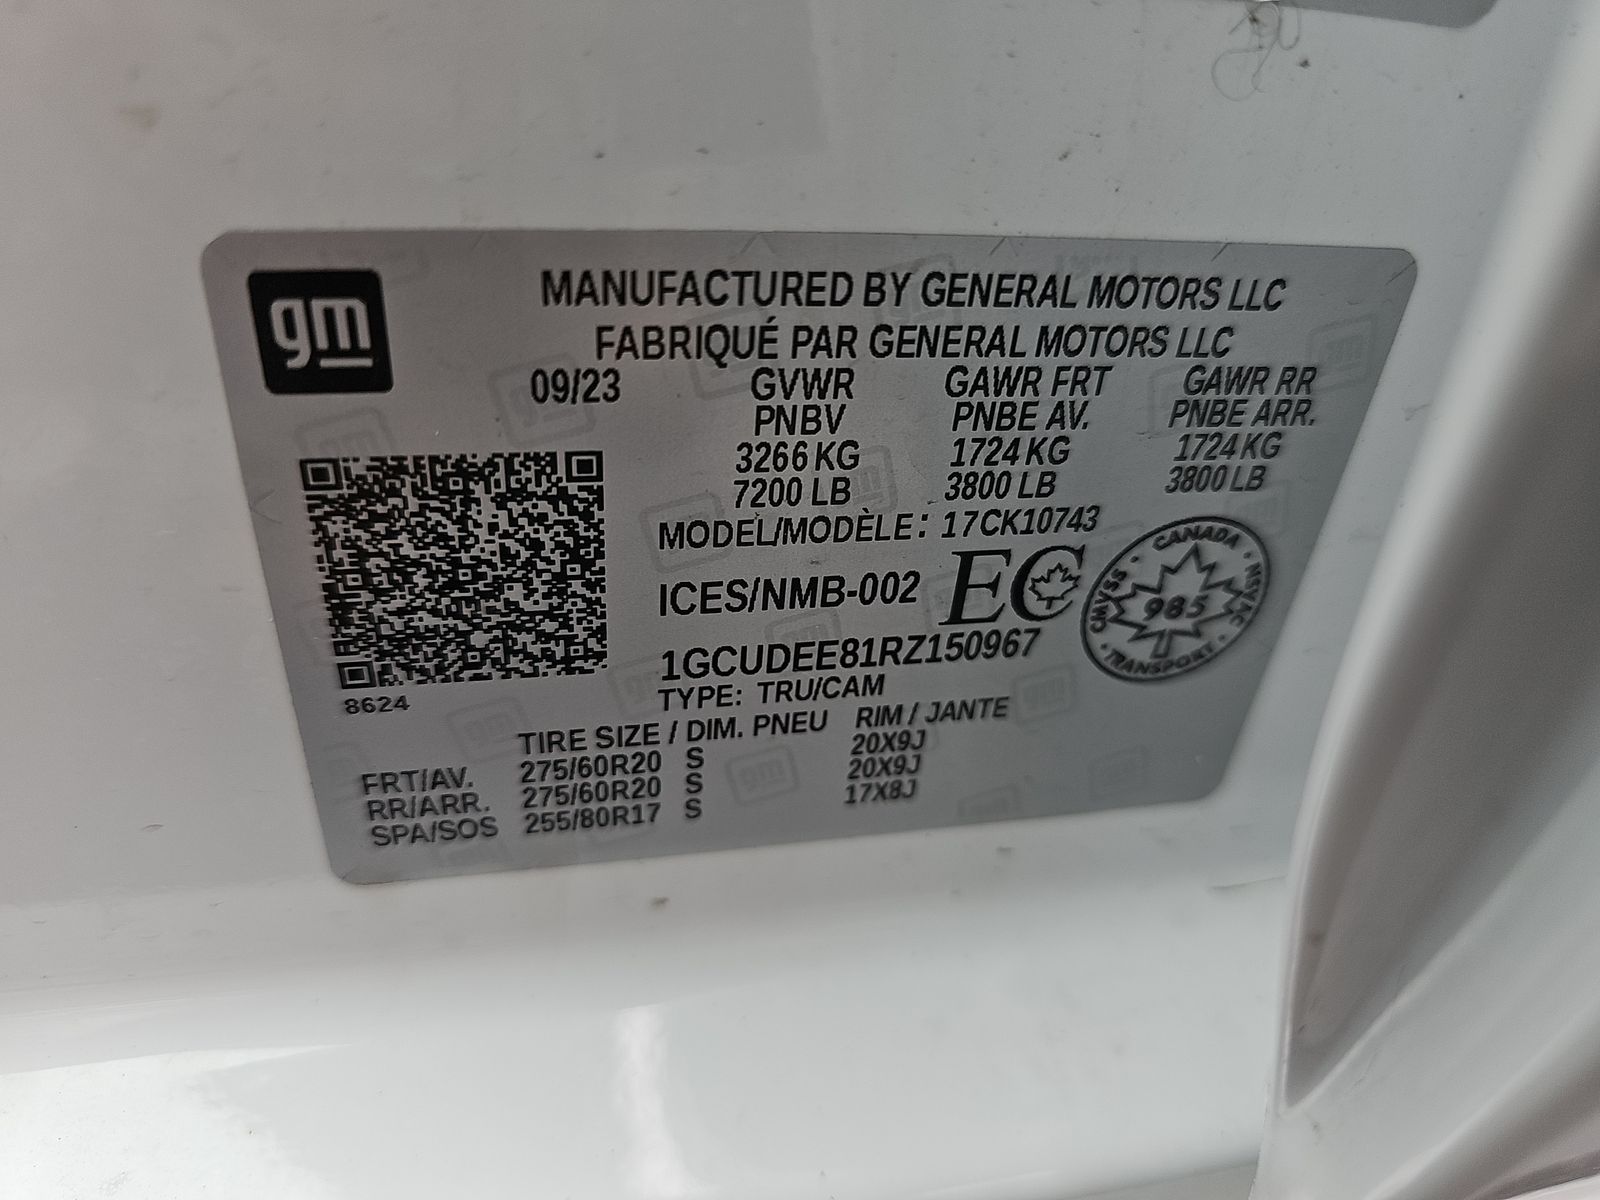 gm
MANUFACTURED BY GENERAL MOTORS LLC
FABRIQUÉ PAR GENERAL MOTORS LLC
09/23 GVWR GAWR FRT GAWR RR
PNBV PNBE AV. PNBE ARR.
3266 KG 1724 KG 1724 KG
7200 LB 3800 LB 3800 LB
MODEL/MODÈLE: 17CK10743
ICES/NMB-002 EC
CANADA
CMVSS 985 NSVAC
TRANSPORT
1GCUDEE81RZ150967
TYPE: TRU/CAM
8624
TIRE SIZE / DIM. PNEU RIM / JANTE
FRT/AV. 275/60R20 S 20X9J
RR/ARR. 275/60R20 S 20X9J
SPA/SOS 255/80R17 S 17X8J